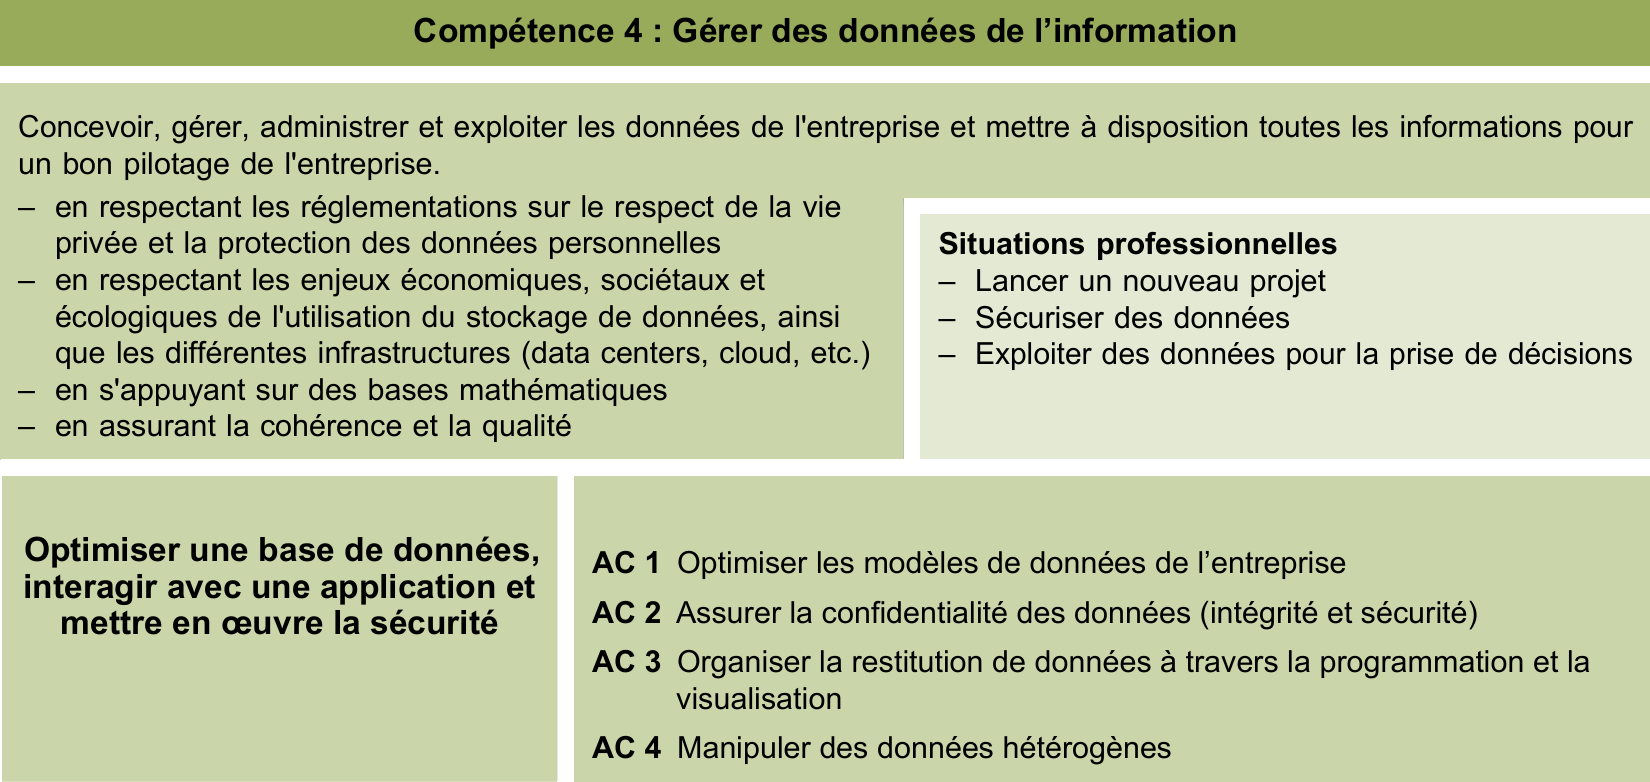 Compétence 4 : Gérer des données de l’information
Concevoir, gérer, administrer et exploiter les données de l'entreprise et mettre à disposition toutes les informations pour
un bon pilotage de l'entreprise.
– en respectant les réglementations sur le respect de la vie
privée et la protection des données personnelles
– en respectant les enjeux économiques, sociétaux et
écologiques de l'utilisation du stockage de données, ainsi
que les différentes infrastructures (data centers, cloud, etc.)
– en s'appuyant sur des bases mathématiques
– en assurant la cohérence et la qualité
Situations professionnelles
– Lancer un nouveau projet
– Sécuriser des données
– Exploiter des données pour la prise de décisions
Optimiser une base de données,
interagir avec une application et
mettre en œuvre la sécurité
AC 1 Optimiser les modèles de données de l’entreprise
AC 2 Assurer la confidentialité des données (intégrité et sécurité)
AC 3 Organiser la restitution de données à travers la programmation et la
visualisation
AC 4 Manipuler des données hétérogènes